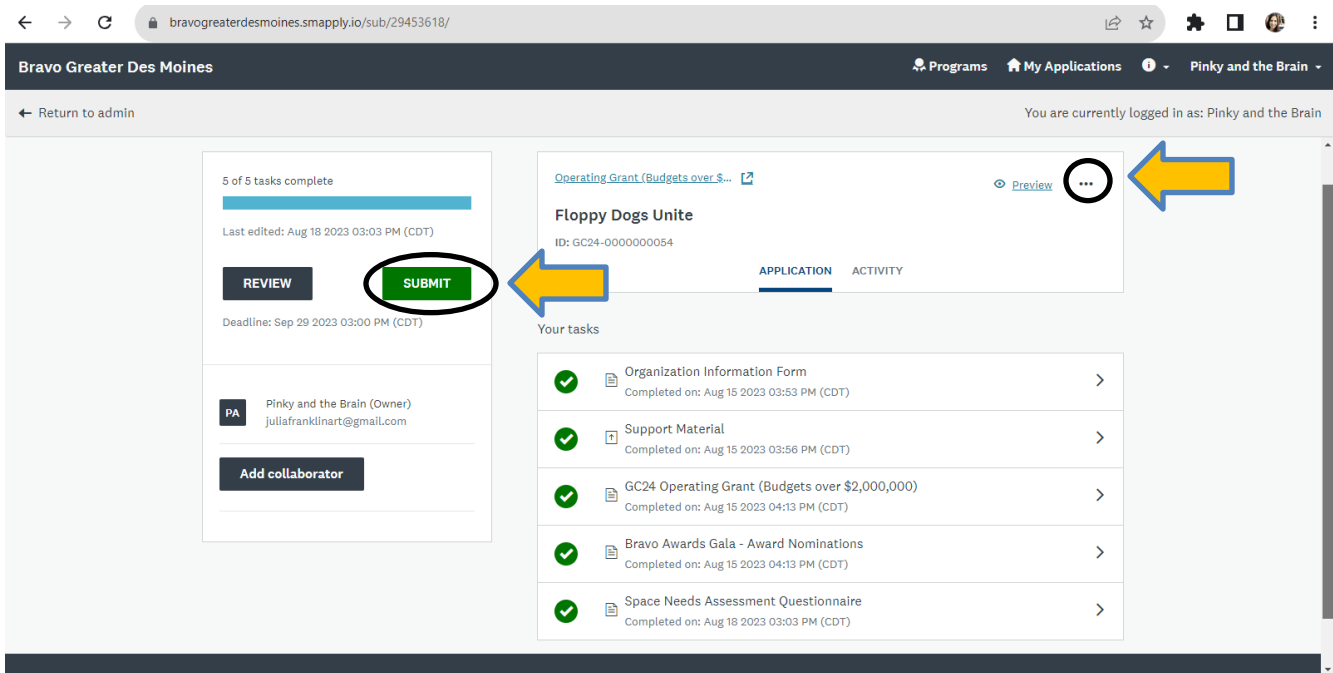 bravogreaterdesmoines.smapply.io/sub/29453618/
Bravo Greater Des Moines
Programs
My Applications
Pinky and the Brain
Return to admin
You are currently logged in as: Pinky and the Brain
5 of 5 tasks complete
Last edited: Aug 18 2023 03:03 PM (CDT)
REVIEW
SUBMIT
Deadline: Sep 29 2023 03:00 PM (CDT)
PA
Pinky and the Brain (Owner)
juliafranklinart@gmail.com
Add collaborator
Operating Grant (Budgets over $...
Preview
...
Floppy Dogs Unite
ID: GC24-0000000054
APPLICATION
ACTIVITY
Your tasks
Organization Information Form
Completed on: Aug 15 2023 03:53 PM (CDT)
Support Material
Completed on: Aug 15 2023 03:56 PM (CDT)
GC24 Operating Grant (Budgets over $2,000,000)
Completed on: Aug 15 2023 04:13 PM (CDT)
Bravo Awards Gala - Award Nominations
Completed on: Aug 15 2023 04:13 PM (CDT)
Space Needs Assessment Questionnaire
Completed on: Aug 18 2023 03:03 PM (CDT)